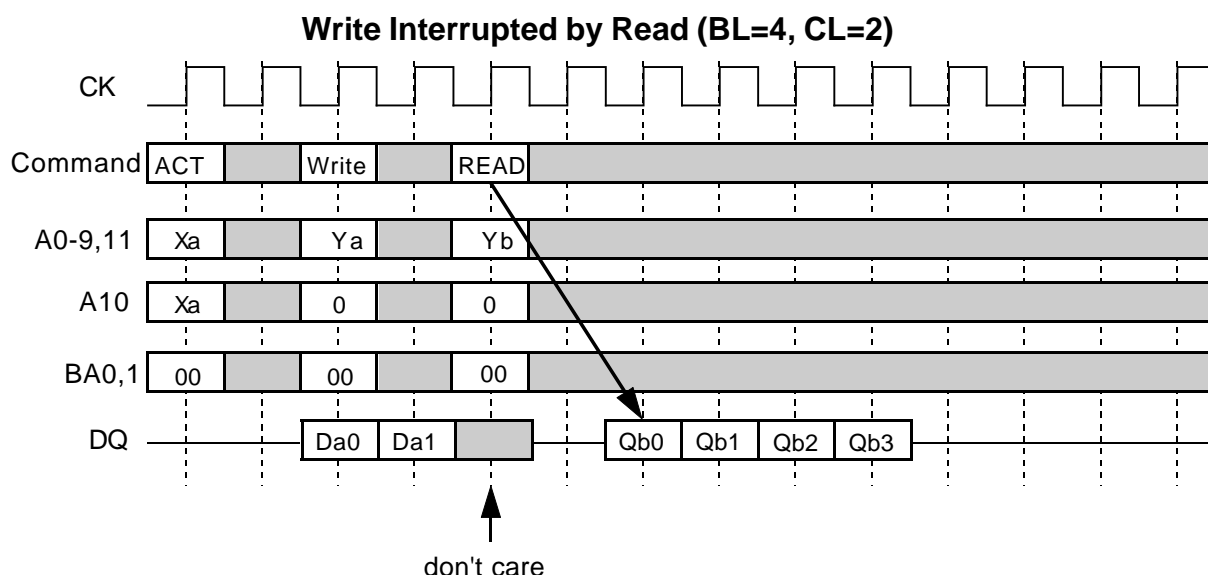 Write Interrupted by Read (BL=4, CL=2)
CK
Command ACT Write READ
A0-9,11 Xa Ya Yb
A10 Xa 0 0
BA0,1 00 00 00
DQ Da0 Da1 Qb0 Qb1 Qb2 Qb3
don't care